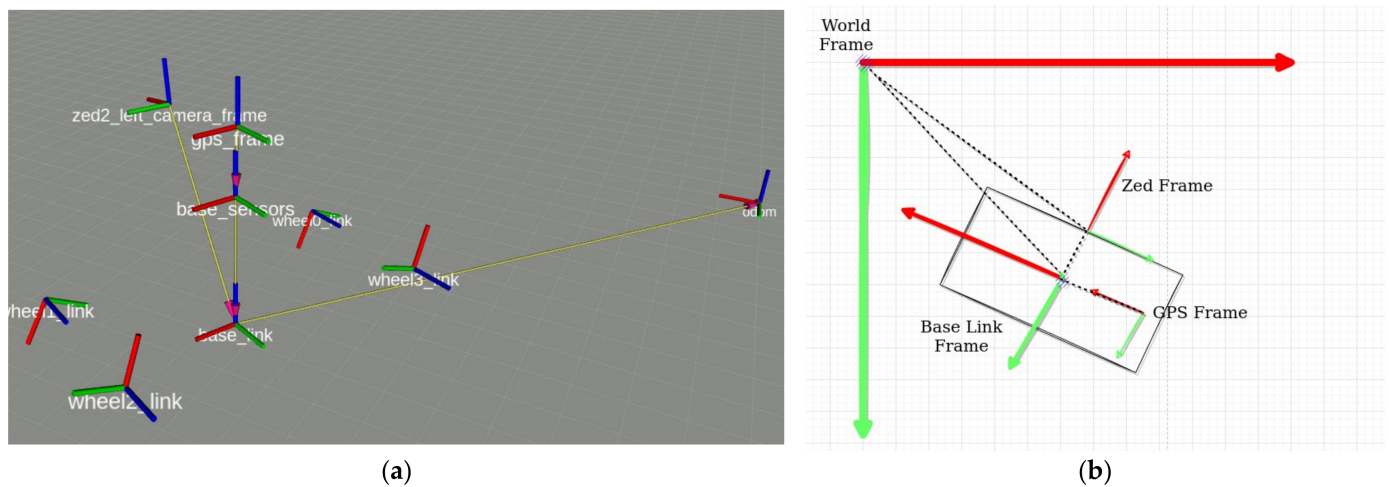 zed2_left_camera_frame
gps_frame
base_sensors
wheel0_link
odom
wheel3_link
wheel1_link
base_link
wheel2_link
(a)
World
Frame
Zed Frame
GPS Frame
Base Link
Frame
(b)